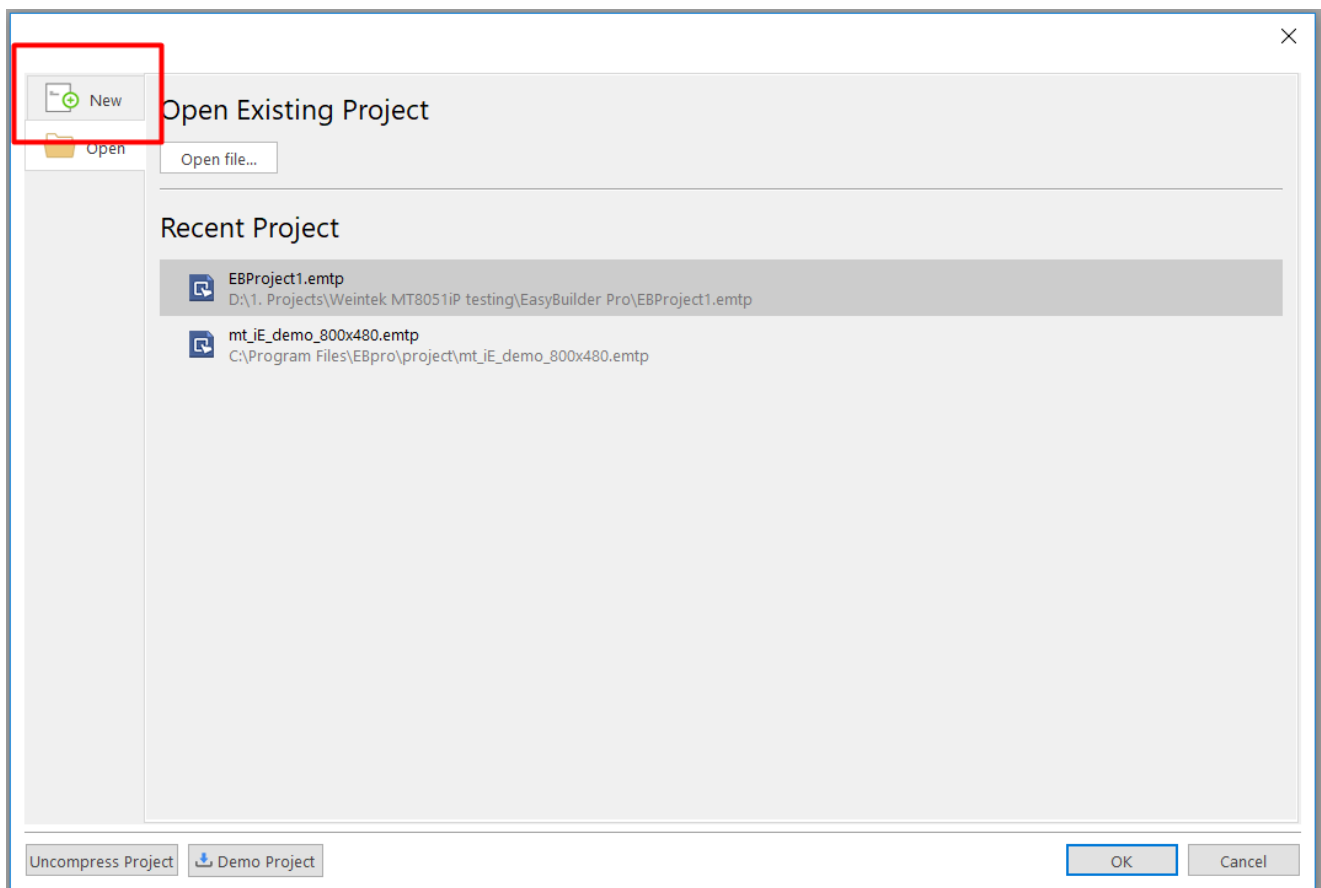 New
Open
Open Existing Project
Open file...
Recent Project
EBProject1.emtp
D:\1. Projects\Weintek MT8051iP testing\EasyBuilder Pro\EBProject1.emtp
mt_iE_demo_800x480.emtp
C:\Program Files\EBpro\project\mt_iE_demo_800x480.emtp
Uncompress Project Demo Project OK Cancel